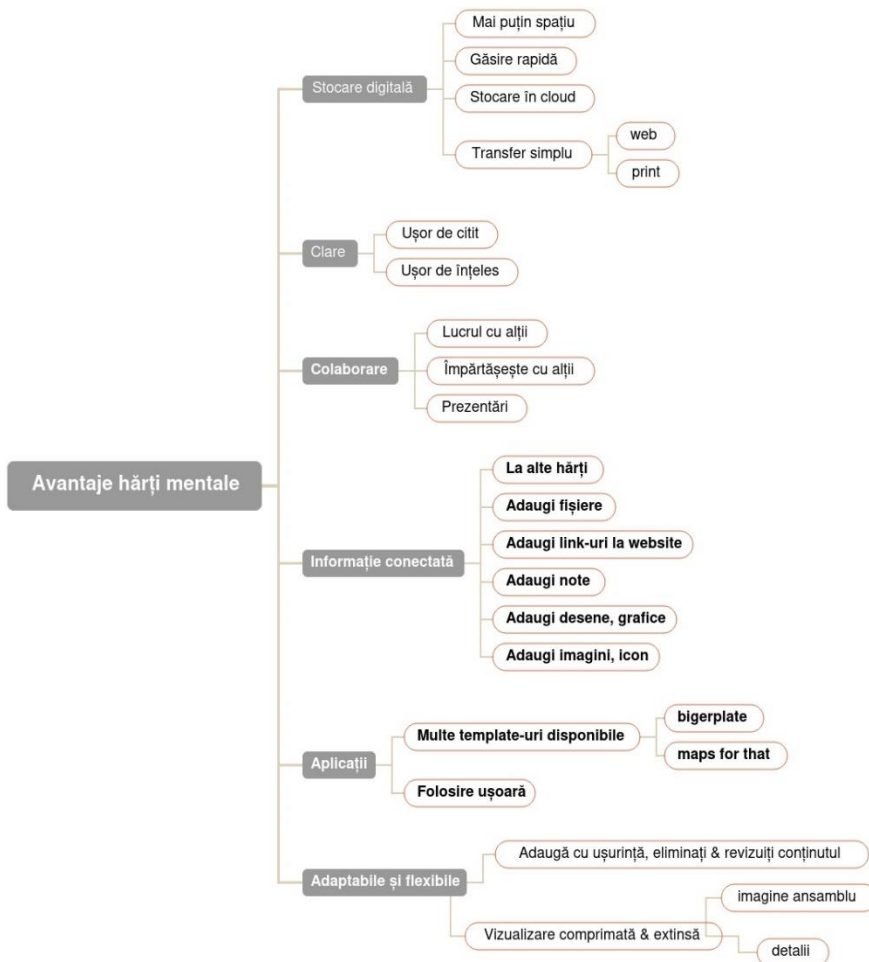 Avantaje hărți mentale
Stocare digitală
Mai puțin spațiu
Găsire rapidă
Stocare în cloud
Transfer simplu
web
print
Clare
Ușor de citit
Ușor de înțeles
Colaborare
Lucrul cu alții
Împărtășește cu alții
Prezentări
Informație conectată
La alte hărți
Adaugi fișiere
Adaugi link-uri la website
Adaugi note
Adaugi desene, grafice
Adaugi imagini, icon
Aplicații
Multe template-uri disponibile
bigerplate
maps for that
Folosire ușoară
Adaptabile și flexibile
Adaugă cu ușurință, eliminați & revizuiți conținutul
Vizualizare comprimată & extinsă
imagine ansamblu
detalii